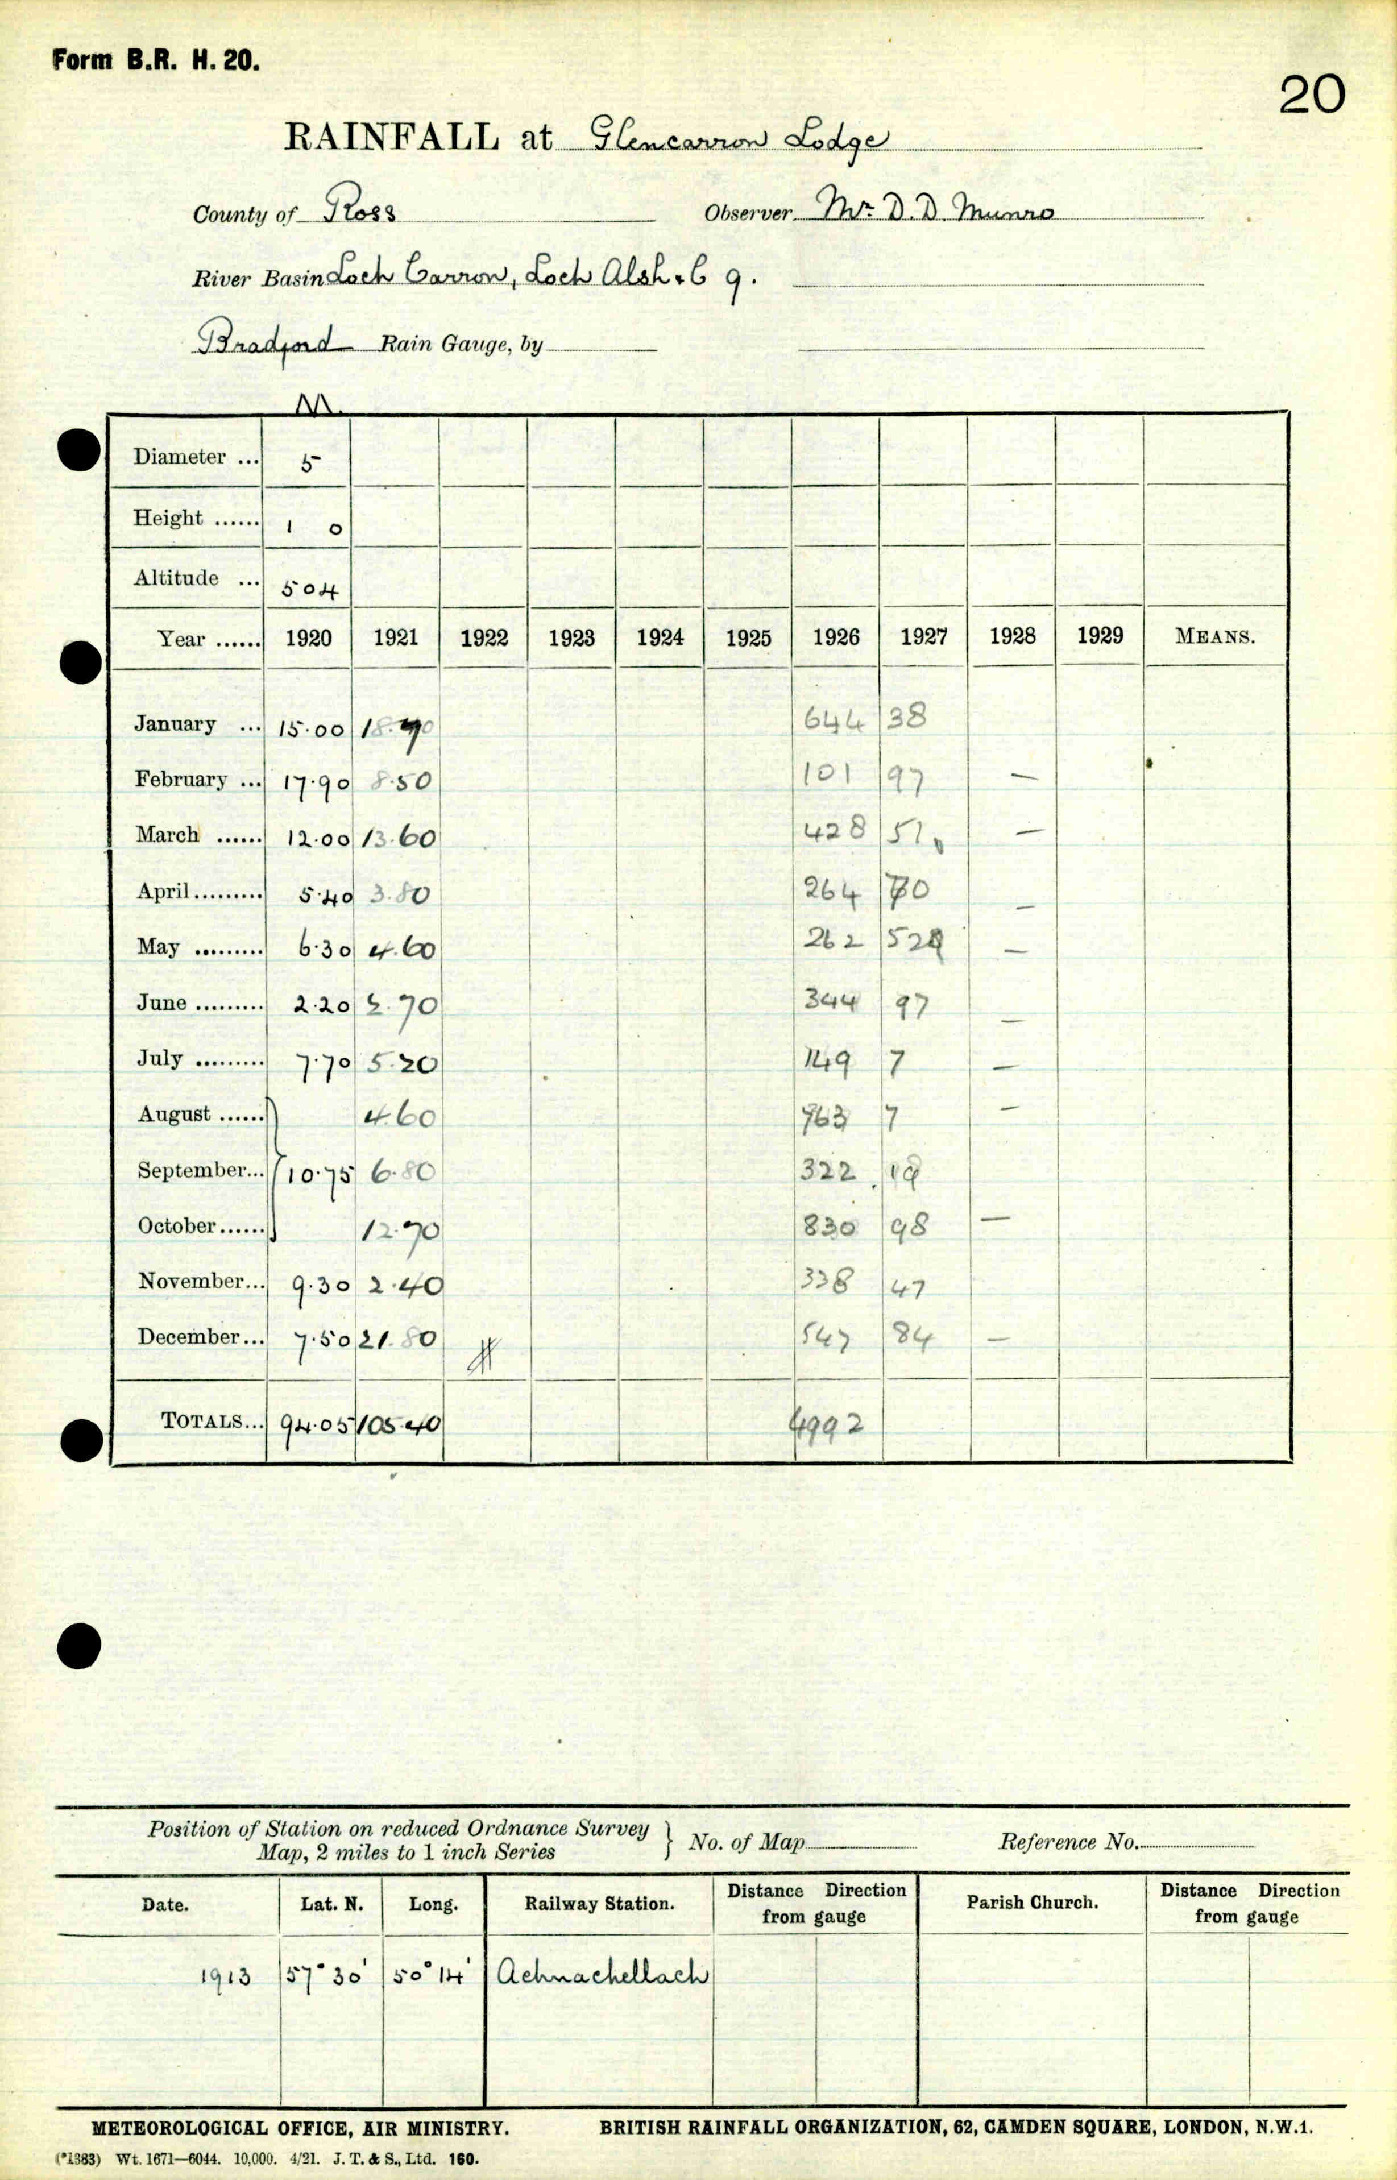 Form B.R. H. 20.
20
RAINFALL at Glencarron Lodge
County of Ross Observer Mr. D. D. Munro
River Basin Loch Carron, Loch Alsh &c 9.
Bradford Rain Gauge, by
M.
Diameter ... 5
Height ...... 1 0
Altitude ... 504
Year ...... 1920 1921 1922 1923 1924 1925 1926 1927 1928 1929 MEANS.
January ... 15.00 18.70 644 38
February ... 17.90 8.50 101 97 —
March ...... 12.00 13.60 428 51 —
April......... 5.40 3.80 264 70 —
May ......... 6.30 4.60 262 —
June ......... 2.20 2.70 344 97 —
July ......... 7.70 5.20 149 7 —
August ...... 4.60 763 7 —
September... } 10.75 6.80 322 19
October...... 12.70 830 98 —
November... 9.30 2.40 338 47
December... 7.50 21.80 547 84 —
TOTALS... 94.05 105.40 4992
Position of Station on reduced Ordnance Survey
Map, 2 miles to 1 inch Series } No. of Map Reference No.
Date. Lat. N. Long. Railway Station. Distance Direction from gauge Parish Church. Distance Direction from gauge
1913 57° 30' 50° 14' Achnachellach
METEOROLOGICAL OFFICE, AIR MINISTRY. BRITISH RAINFALL ORGANIZATION, 62, CAMDEN SQUARE, LONDON, N.W.1.
(*1383) Wt. 1671—6044. 10,000. 4/21. J. T. & S., Ltd. 160.